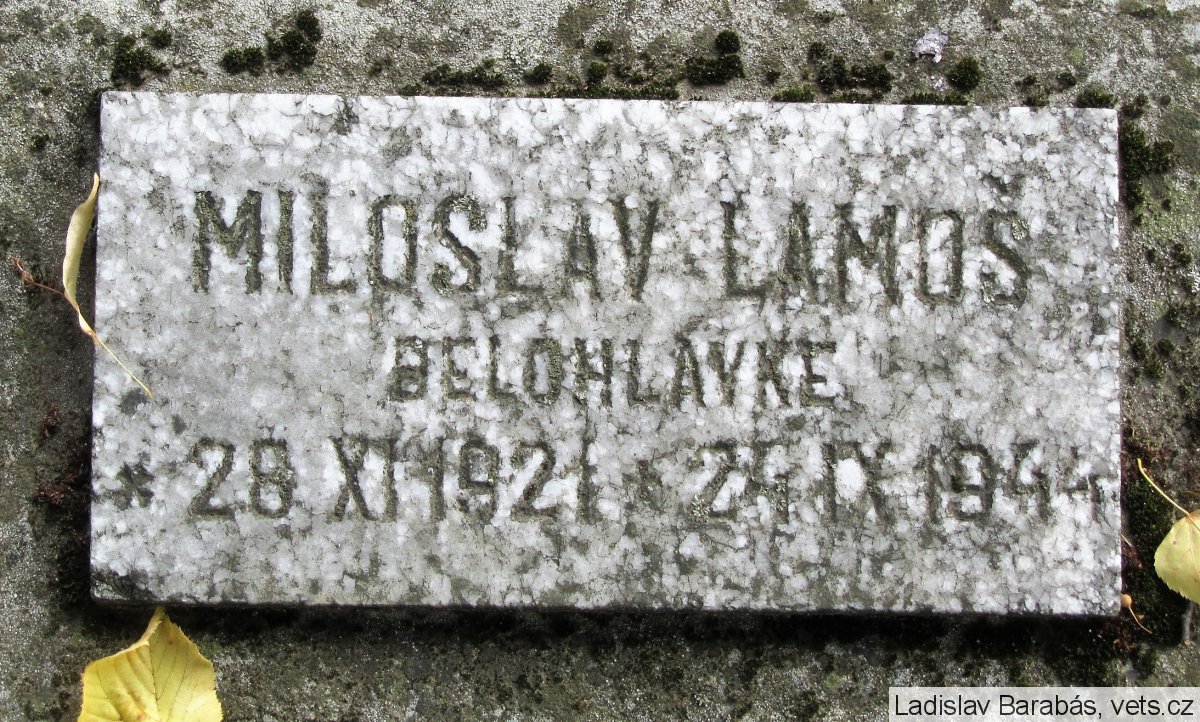 MILOSLAV LAMOŠ
BELOHLÁVKE
* 28 XI 1921 * 24 IX 1944
Ladislav Barabás, vets.cz